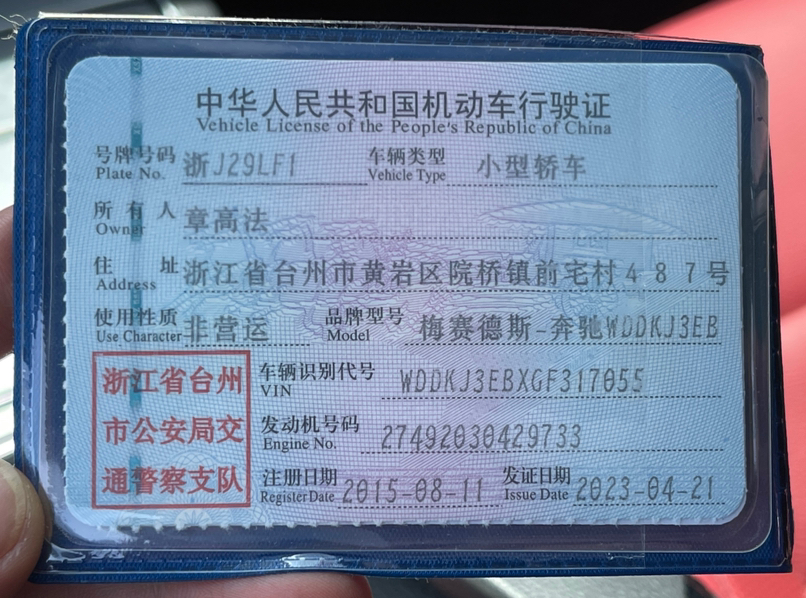 中华人民共和国机动车行驶证
Vehicle License of the People's Republic of China
号牌号码 浙J29LF1 车辆类型 小型轿车
Plate No. Vehicle Type
所有人 章高法
Owner
住址 浙江省台州市黄岩区院桥镇前宅村487号
Address
使用性质 非营运 品牌型号 梅赛德斯-奔驰WDDKJ3EB
Use Character Model
浙江省台州
市公安局交
通警察支队
车辆识别代号 WDDKJ3EBXGF317055
VIN
发动机号码 27492030429733
Engine No.
注册日期 2015-08-11 发证日期 2023-04-21
Register Date Issue Date